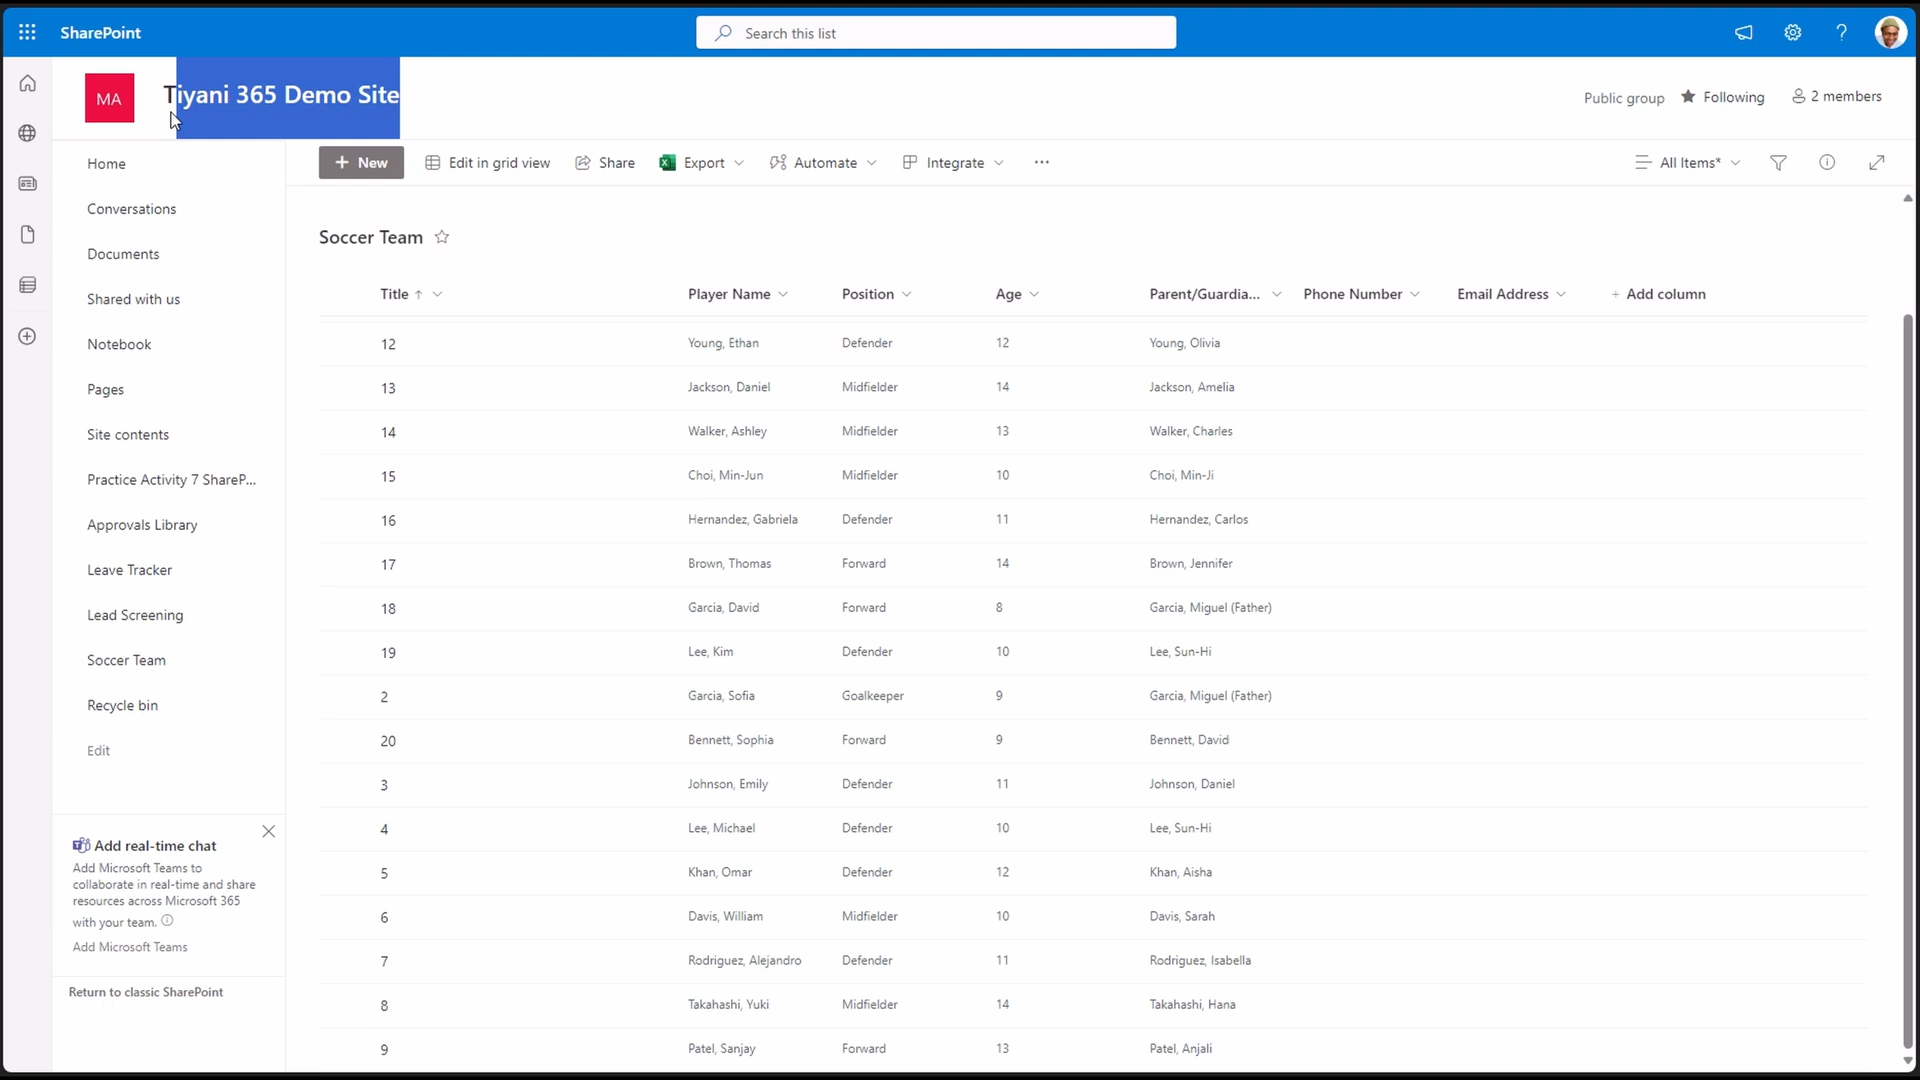 SharePoint
Search this list
MA
Tiyani 365 Demo Site
Public group
Following
2 members
Home
Conversations
Documents
Shared with us
Notebook
Pages
Site contents
Practice Activity 7 ShareP...
Approvals Library
Leave Tracker
Lead Screening
Soccer Team
Recycle bin
Edit
Add real-time chat
Add Microsoft Teams to
collaborate in real-time and share
resources across Microsoft 365
with your team.
Add Microsoft Teams
Return to classic SharePoint
+ New Edit in grid view Share Export Automate Integrate ... All Items*
Soccer Team
Title ↑ Player Name Position Age Parent/Guardia... Phone Number Email Address + Add column
12 Young, Ethan Defender 12 Young, Olivia
13 Jackson, Daniel Midfielder 14 Jackson, Amelia
14 Walker, Ashley Midfielder 13 Walker, Charles
15 Choi, Min-Jun Midfielder 10 Choi, Min-Ji
16 Hernandez, Gabriela Defender 11 Hernandez, Carlos
17 Brown, Thomas Forward 14 Brown, Jennifer
18 Garcia, David Forward 8 Garcia, Miguel (Father)
19 Lee, Kim Defender 10 Lee, Sun-Hi
2 Garcia, Sofia Goalkeeper 9 Garcia, Miguel (Father)
20 Bennett, Sophia Forward 9 Bennett, David
3 Johnson, Emily Defender 11 Johnson, Daniel
4 Lee, Michael Defender 10 Lee, Sun-Hi
5 Khan, Omar Defender 12 Khan, Aisha
6 Davis, William Midfielder 10 Davis, Sarah
7 Rodriguez, Alejandro Defender 11 Rodriguez, Isabella
8 Takahashi, Yuki Midfielder 14 Takahashi, Hana
9 Patel, Sanjay Forward 13 Patel, Anjali